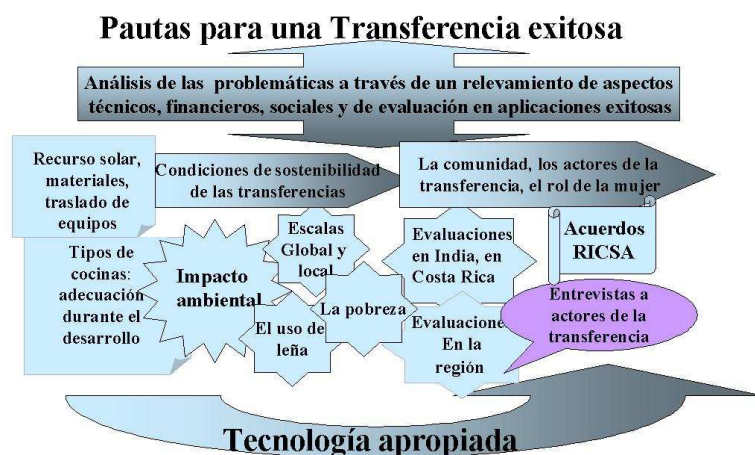 Pautas para una Transferencia exitosa
Análisis de las problemáticas a través de un relevamiento de aspectos
técnicos, financieros, sociales y de evaluación en aplicaciones exitosas
Recurso solar,
materiales,
traslado de
equipos
Condiciones de sostenibilidad
de las transferencias
La comunidad, los actores de la
transferencia, el rol de la mujer
Tipos de
cocinas:
adecuación
durante el
desarrollo
Impacto
ambiental
Escalas
Global y
local
El uso de
leña
La pobreza
Evaluaciones
en India, en
Costa Rica
Evaluacione
En la
región
Acuerdos
RICSA
Entrevistas a
actores de la
transferencia
Tecnología apropiada